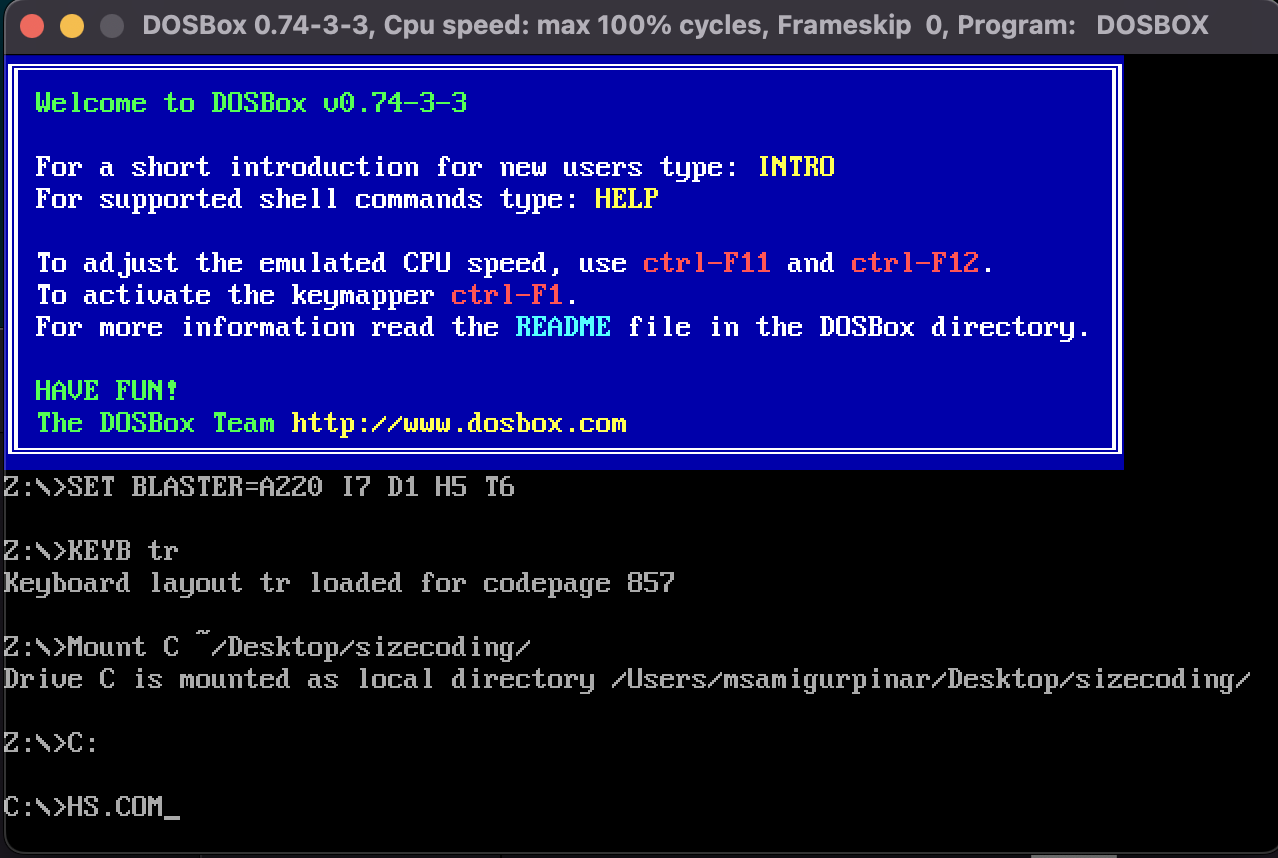 DOSBox 0.74-3-3, Cpu speed: max 100% cycles, Frameskip 0, Program: DOSBOX
Welcome to DOSBox v0.74-3-3
For a short introduction for new users type: INTRO
For supported shell commands type: HELP
To adjust the emulated CPU speed, use ctrl-F11 and ctrl-F12.
To activate the keymapper ctrl-F1.
For more information read the README file in the DOSBox directory.
HAVE FUN!
The DOSBox Team http://www.dosbox.com
Z:\>SET BLASTER=A220 I7 D1 H5 T6
Z:\>KEYB tr
Keyboard layout tr loaded for codepage 857
Z:\>Mount C ~/Desktop/sizecoding/
Drive C is mounted as local directory /Users/msamigurpinar/Desktop/sizecoding/
Z:\>C:
C:\>HS.COM_